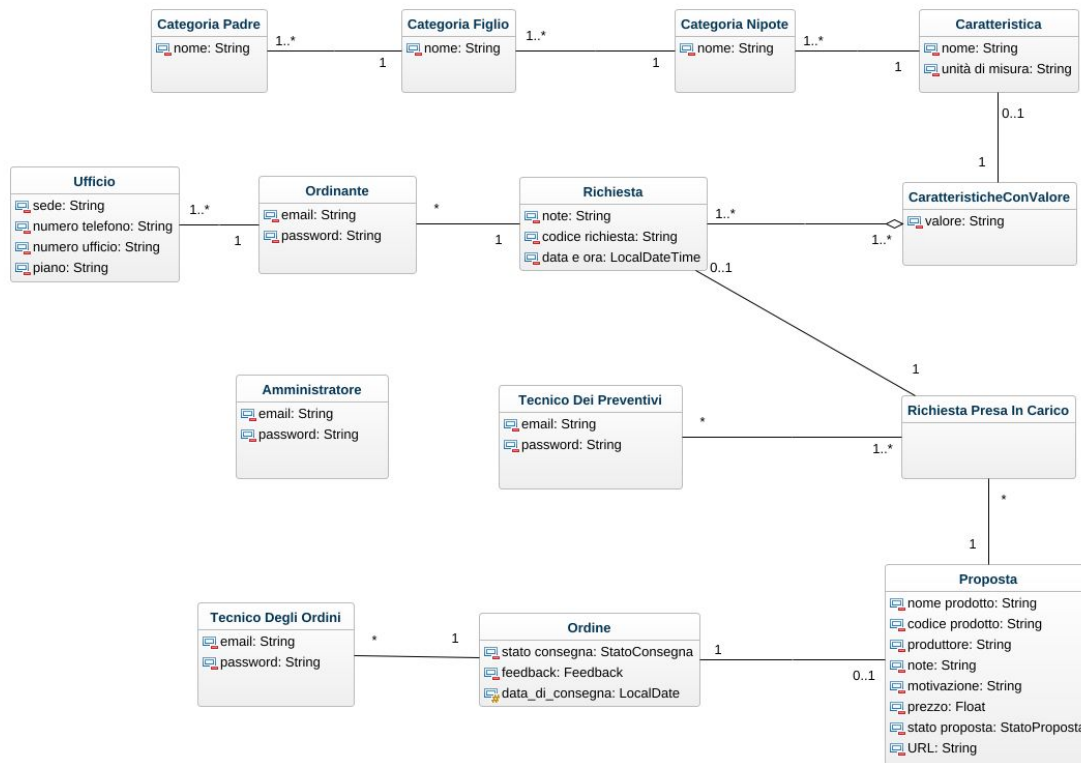 Categoria Padre
nome: String
1..*
1
Categoria Figlio
nome: String
1..*
1
Categoria Nipote
nome: String
1..*
1
Caratteristica
nome: String
unità di misura: String
0..1
1
Ufficio
sede: String
numero telefono: String
numero ufficio: String
piano: String
1..*
1
Ordinante
email: String
password: String
*
1
Richiesta
note: String
codice richiesta: String
data e ora: LocalDateTime
1..*
1..*
CaratteristicheConValore
valore: String
0..1
1
Amministratore
email: String
password: String
Tecnico Dei Preventivi
email: String
password: String
*
1..*
Richiesta Presa In Carico
*
1
Tecnico Degli Ordini
email: String
password: String
*
1
Ordine
stato consegna: StatoConsegna
feedback: Feedback
data_di_consegna: LocalDate
1
0..1
Proposta
nome prodotto: String
codice prodotto: String
produttore: String
note: String
motivazione: String
prezzo: Float
stato proposta: StatoProposta
URL: String